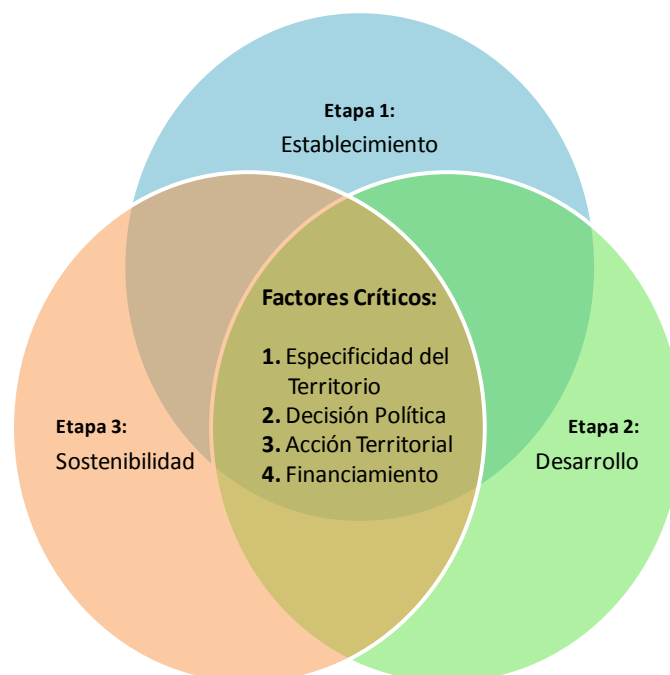 Etapa 1:
Establecimiento
Factores Críticos:
1. Especificidad del
Territorio
2. Decisión Política
3. Acción Territorial
4. Financiamiento
Etapa 3:
Sostenibilidad
Etapa 2:
Desarrollo